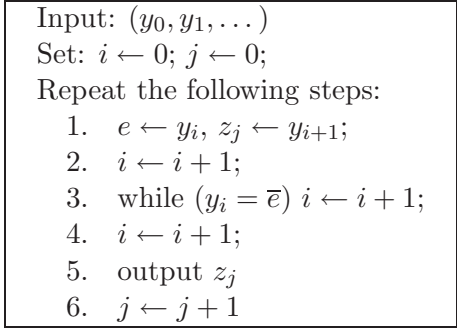 Input: (y₀, y₁, . . . )
Set: i ← 0; j ← 0;
Repeat the following steps:
1. e ← yᵢ, zⱼ ← yᵢ₊₁;
2. i ← i + 1;
3. while (yᵢ = e̅) i ← i + 1;
4. i ← i + 1;
5. output zⱼ
6. j ← j + 1